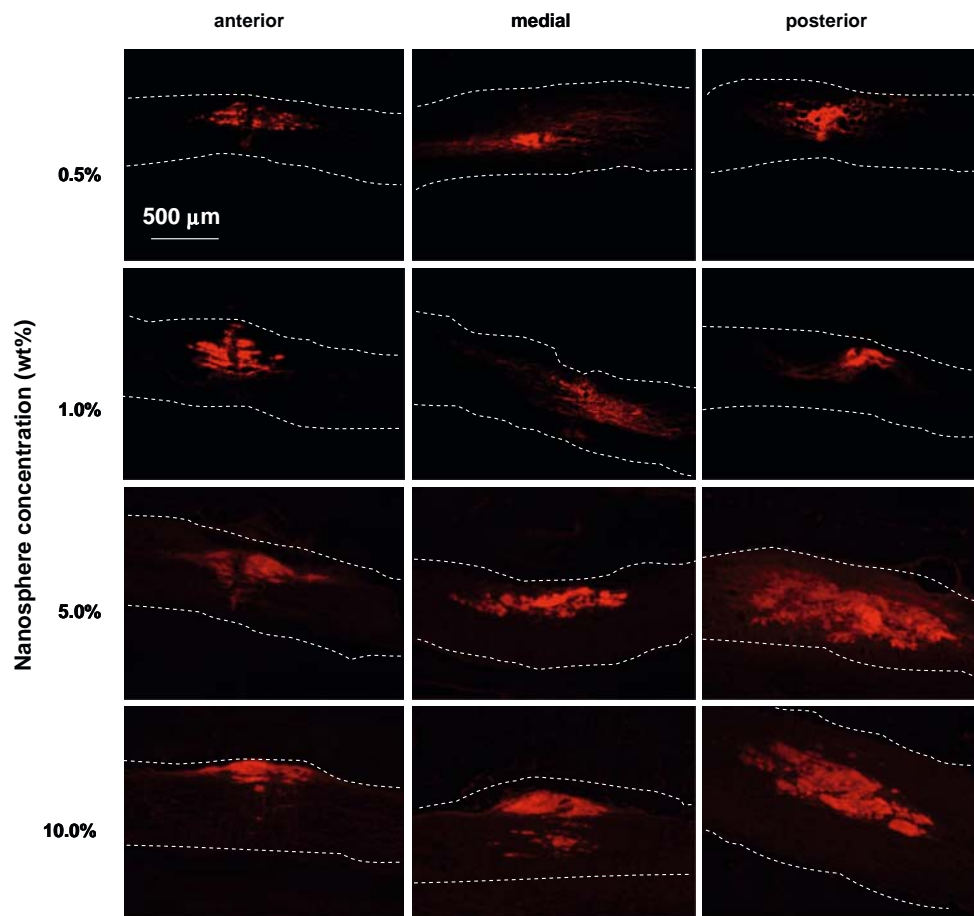 anterior
medial
posterior
0.5%
500 μm
1.0%
Nanosphere concentration (wt%)
5.0%
10.0%